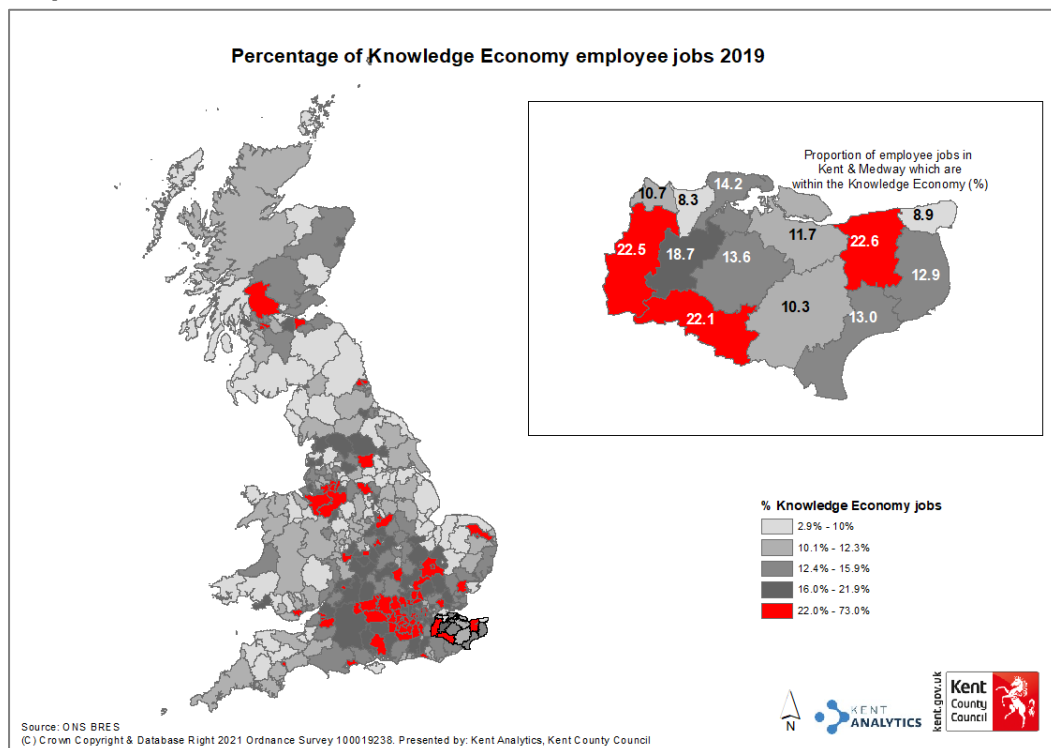 Percentage of Knowledge Economy employee jobs 2019
Proportion of employee jobs in
Kent & Medway which are
within the Knowledge Economy (%)
14.2
10.7
8.3
8.9
11.7
22.6
22.5
18.7
13.6
12.9
10.3
13.0
22.1
% Knowledge Economy jobs
2.9% - 10%
10.1% - 12.3%
12.4% - 15.9%
16.0% - 21.9%
22.0% - 73.0%
N
KENT
ANALYTICS
kent.gov.uk
Kent
County
Council
Source: ONS BRES
(C) Crown Copyright & Database Right 2021 Ordnance Survey 100019238. Presented by: Kent Analytics, Kent County Council